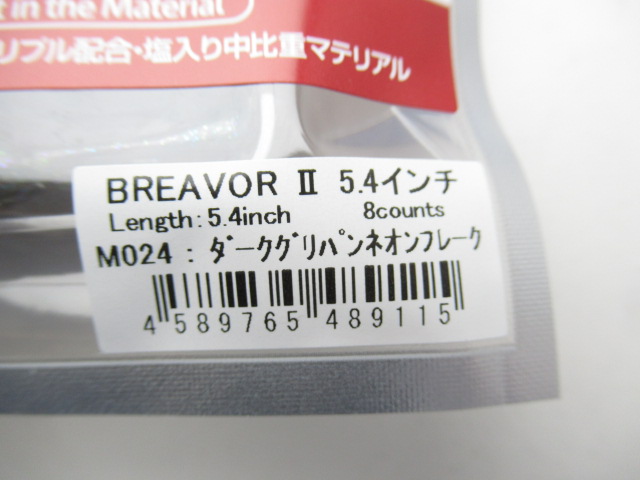 in the Material
リブル配合・塩入り中比重マテリアル
BREAVOR Ⅱ 5.4インチ
Length: 5.4inch 8counts
M024 : ﾀﾞｰｸｸﾞﾘﾊﾟﾝﾈｵﾝﾌﾚｰｸ
4 589765 489115